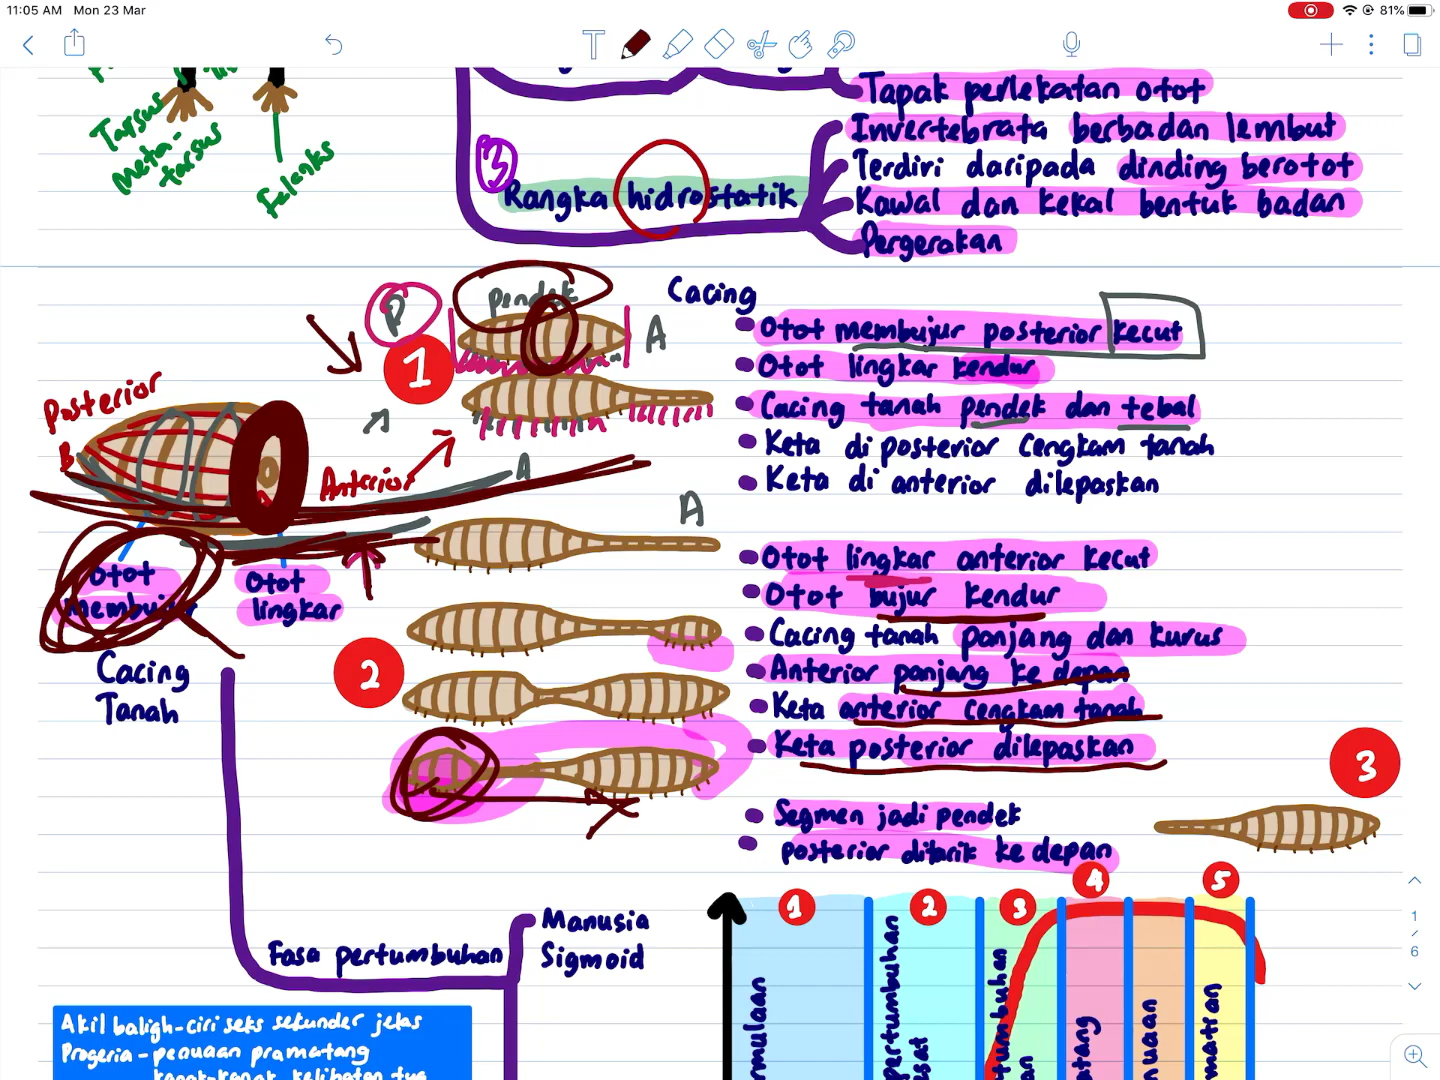 11:05 AM Mon 23 Mar
81%
Tarsus
meta-
tarsus
Falanks
3
Rangka hidrostatik
Tapak perlekatan otot
Invertebrata berbadan lembut
Terdiri daripada dinding berotot
Kawal dan kekal bentuk badan
Pergerakan
P
pendek
A
1
Cacing
Otot membujur posterior kecut
Otot lingkar kendur
Cacing tanah pendek dan tebal
Keta di posterior cengkam tanah
Keta di anterior dilepaskan
Posterior
B
Anterior
A
A
Otot
membujur
Otot
lingkar
Cacing
Tanah
2
Otot lingkar anterior kecut
Otot bujur kendur
Cacing tanah panjang dan kurus
Anterior panjang ke depan
Keta anterior cengkam tanah
Keta posterior dilepaskan
3
Segmen jadi pendek
posterior ditarik ke depan
Fasa pertumbuhan
Manusia
Sigmoid
1
2
3
4
5
Akil baligh-ciri seks sekunder jelas
Progeria-penuaan pramatang
1
/
6